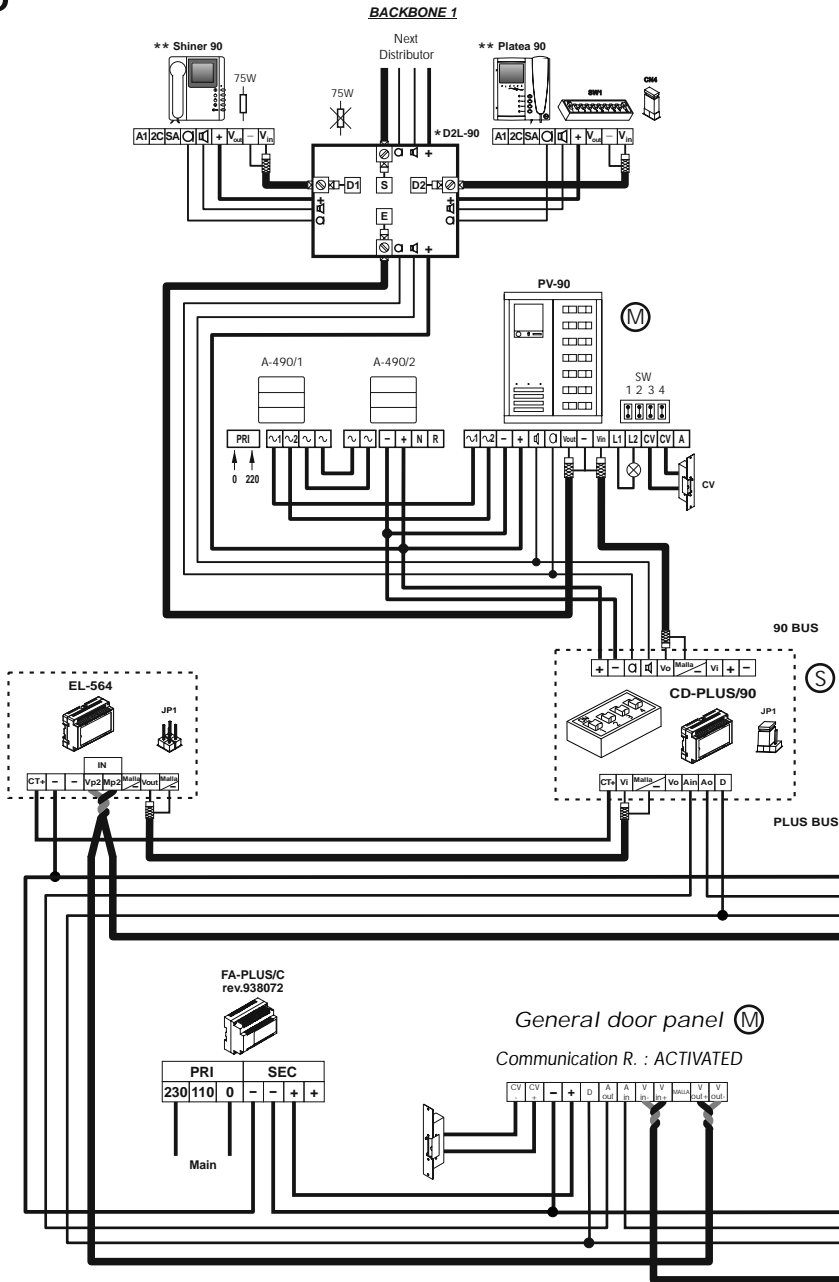 BACKBONE 1
Next
Distributor
** Shiner 90
75W
75W
** Platea 90
SW1
CN4
*D2L-90
A1 2C SA + Vout – Vin
A1 2C SA + Vout – Vin
+
D1
S
D2
+
+
E
+
PV-90
M
A-490/1
A-490/2
SW
1 2 3 4
PRI ~1 ~2 ~ ~
~ ~ – + N R
~1 ~2 – + Vout – Vin L1 L2 CV CV A
0 220
CV
90 BUS
+ – Vo Malla – Vi + –
S
EL-564
CD-PLUS/90
JP1
JP1
IN
CT+ – – Vp2 Mp2 Malla – Vout Malla –
CT+ Vi Malla – Vo Ain Ao D
PLUS BUS
FA-PLUS/C
rev.938072
General door panel M
Communication R. : ACTIVATED
PRI SEC
230 110 0 – – + +
CV - CV + – + D A out A in V in- V in+ MALLA V out+ V out-
Main